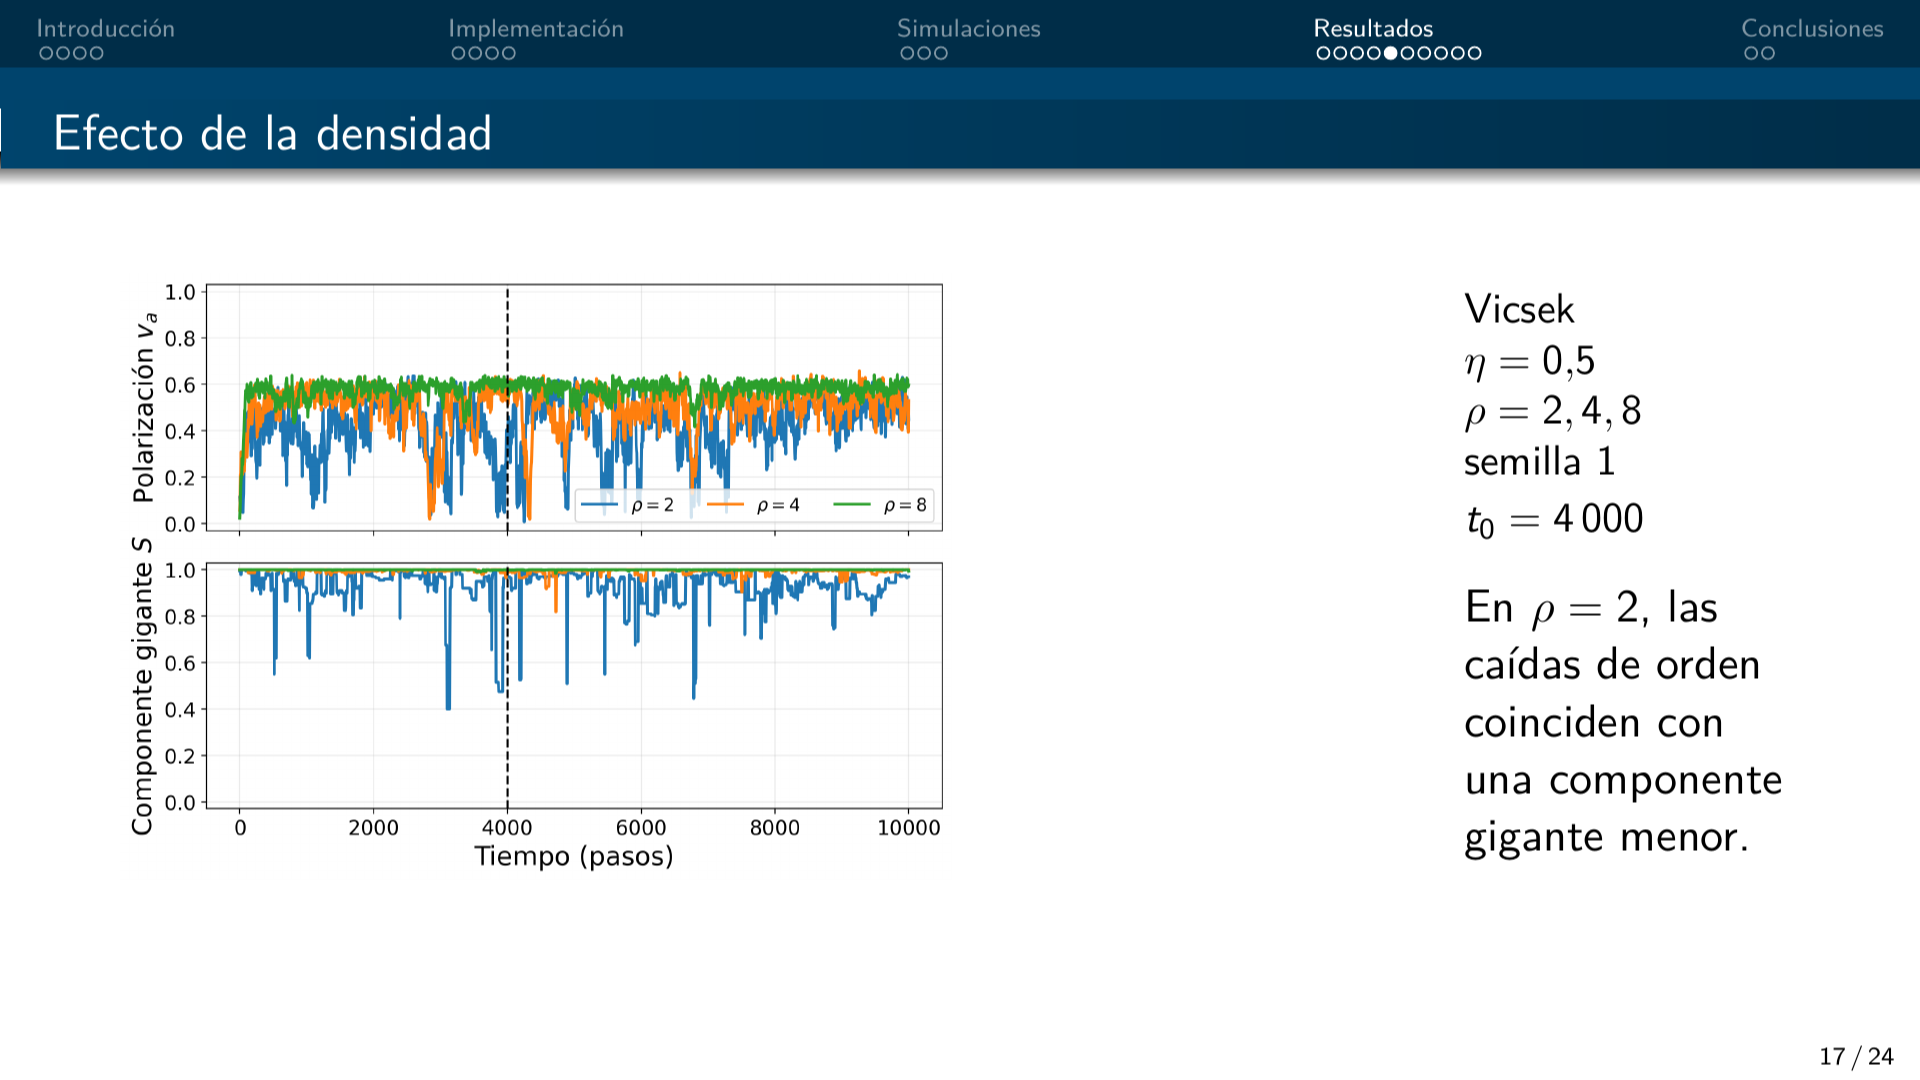 Introducción
Implementación
Simulaciones
Resultados
Conclusiones
Efecto de la densidad
Polarización vₐ
1.0
0.8
0.6
0.4
0.2
0.0
ρ = 2
ρ = 4
ρ = 8
Componente gigante S
1.0
0.8
0.6
0.4
0.2
0.0
0
2000
4000
6000
8000
10000
Tiempo (pasos)
Vicsek
η = 0,5
ρ = 2, 4, 8
semilla 1
t₀ = 4 000
En ρ = 2, las
caídas de orden
coinciden con
una componente
gigante menor.
17 / 24